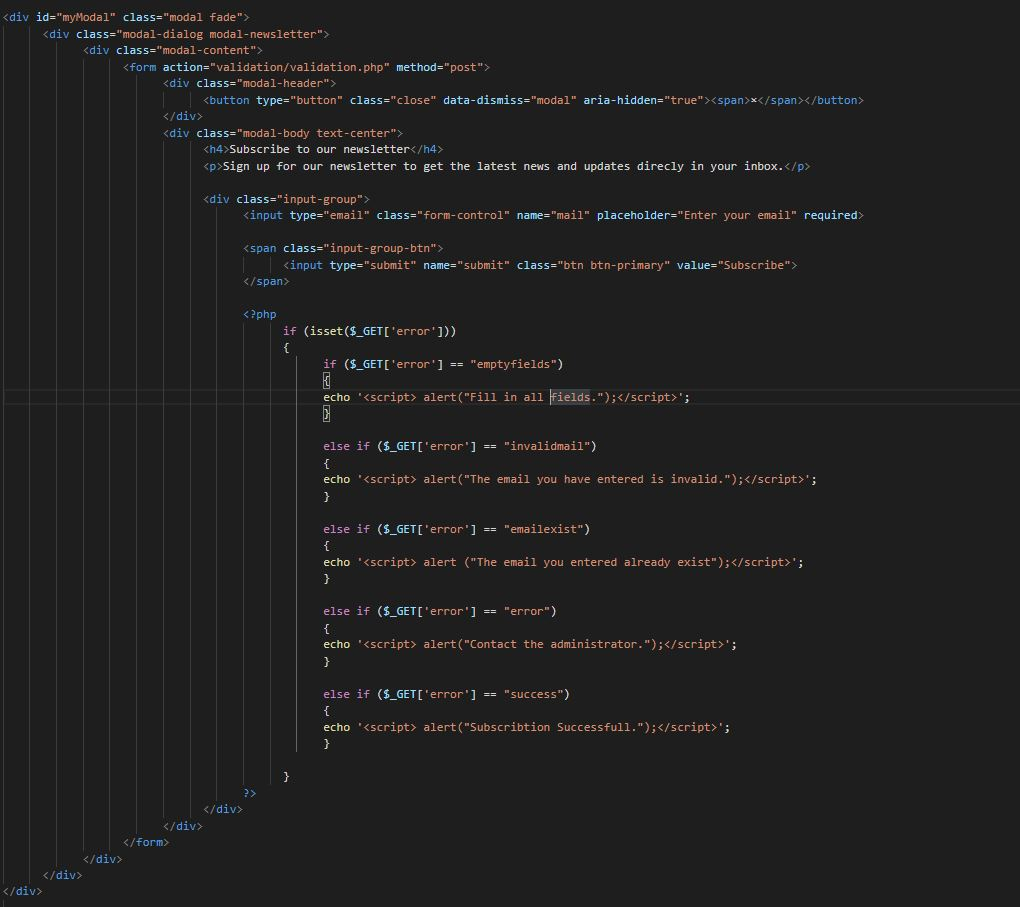 <div id="myModal" class="modal fade">
<div class="modal-dialog modal-newsletter">
<div class="modal-content">
<form action="validation/validation.php" method="post">
<div class="modal-header">
<button type="button" class="close" data-dismiss="modal" aria-hidden="true"><span>×</span></button>
</div>
<div class="modal-body text-center">
<h4>Subscribe to our newsletter</h4>
<p>Sign up for our newsletter to get the latest news and updates direcly in your inbox.</p>
<div class="input-group">
<input type="email" class="form-control" name="mail" placeholder="Enter your email" required>
<span class="input-group-btn">
<input type="submit" name="submit" class="btn btn-primary" value="Subscribe">
</span>
<?php
if (isset($_GET['error']))
{
if ($_GET['error'] == "emptyfields")
{
echo '<script> alert("Fill in all fields.");</script>';
}
else if ($_GET['error'] == "invalidmail")
{
echo '<script> alert("The email you have entered is invalid.");</script>';
}
else if ($_GET['error'] == "emailexist")
{
echo '<script> alert ("The email you entered already exist");</script>';
}
else if ($_GET['error'] == "error")
{
echo '<script> alert("Contact the administrator.");</script>';
}
else if ($_GET['error'] == "success")
{
echo '<script> alert("Subscribtion Successfull.");</script>';
}
}
?>
</div>
</div>
</form>
</div>
</div>
</div>